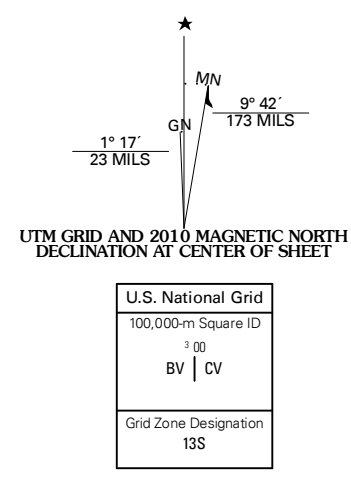 MN
GN
9° 42´
173 MILS
1° 17´
23 MILS
UTM GRID AND 2010 MAGNETIC NORTH
DECLINATION AT CENTER OF SHEET
U.S. National Grid
100,000-m Square ID
3 00
BV | CV
Grid Zone Designation
13S